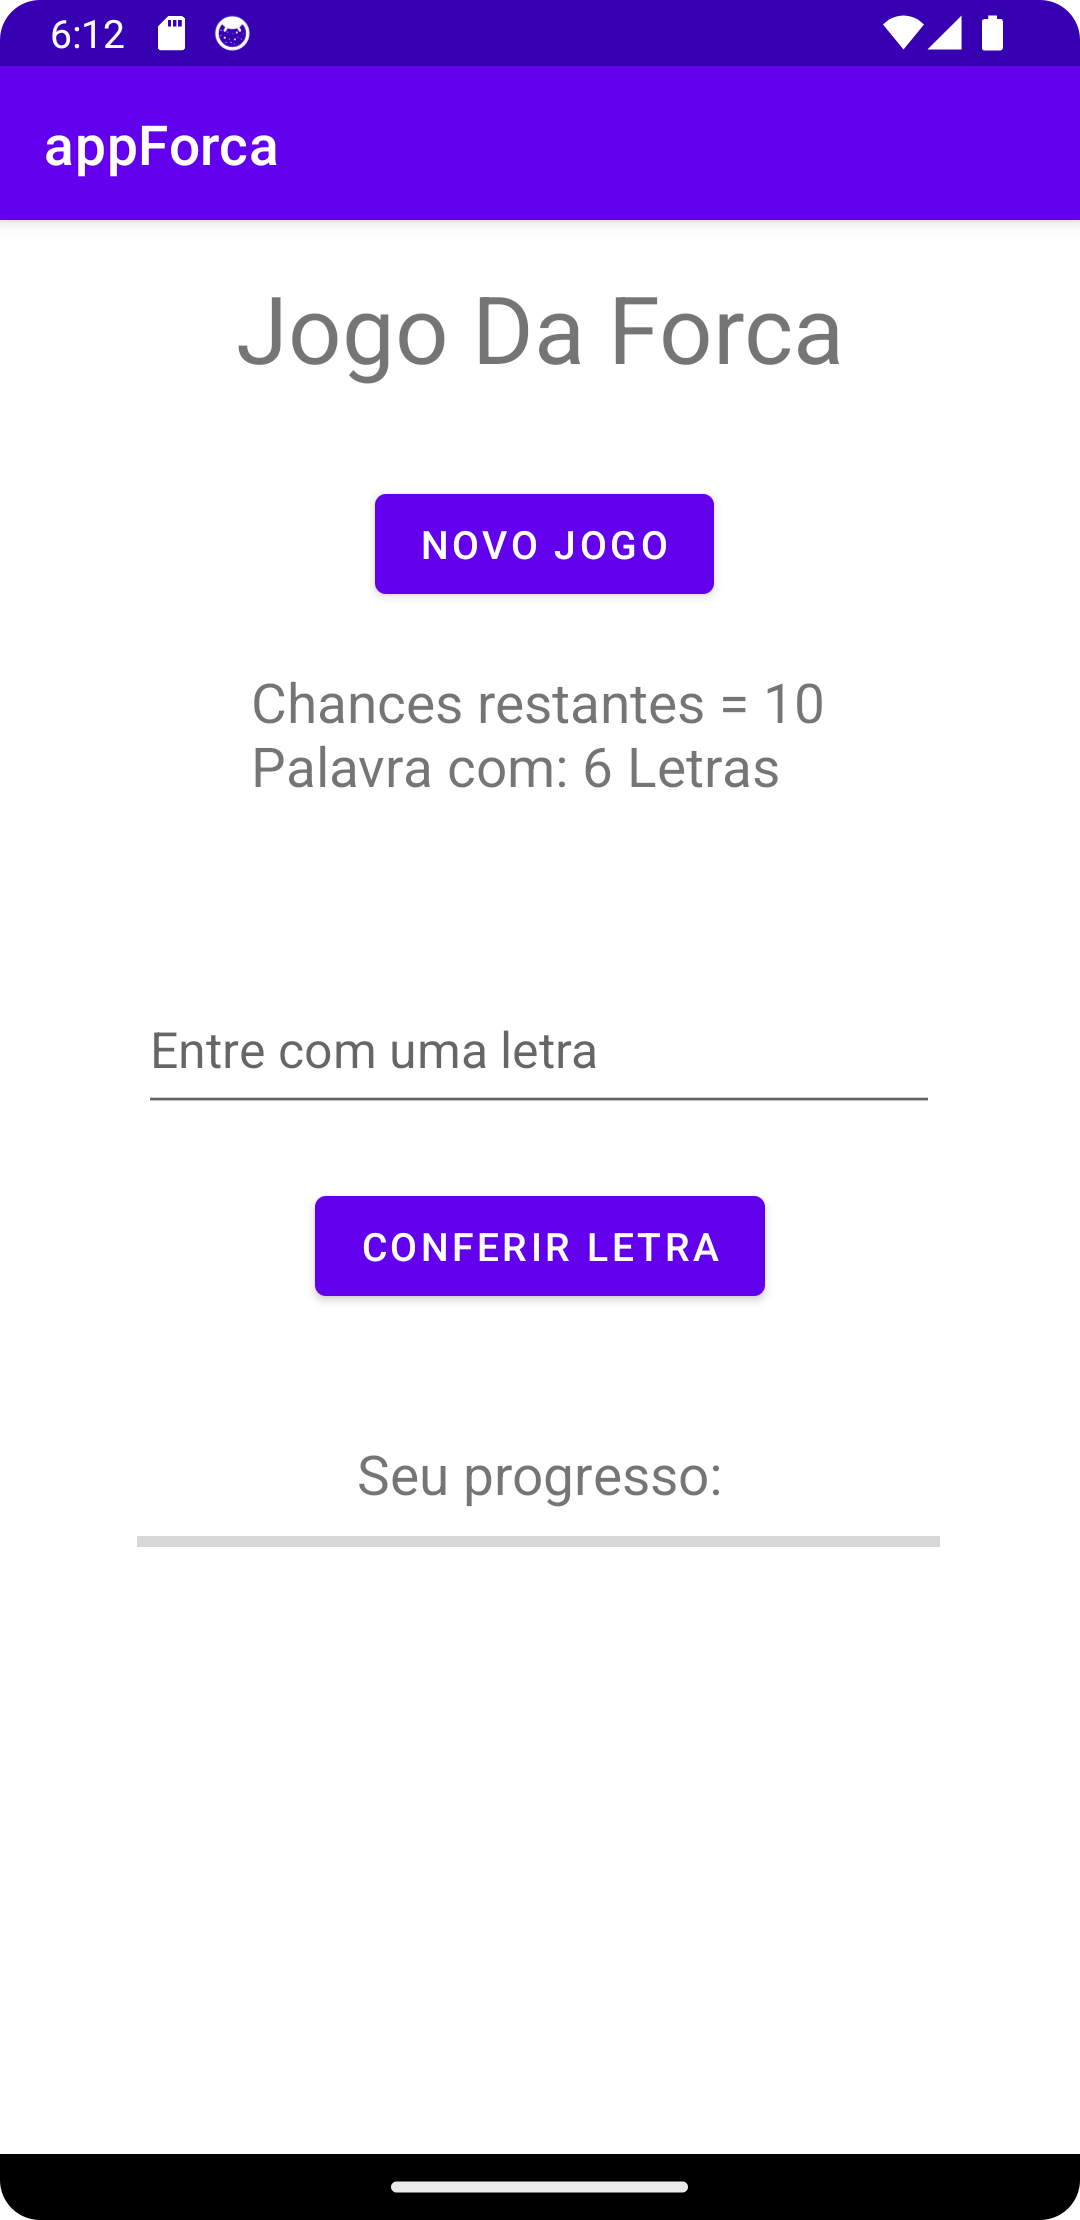 6:12
appForca
Jogo Da Forca
NOVO JOGO
Chances restantes = 10
Palavra com: 6 Letras
Entre com uma letra
CONFERIR LETRA
Seu progresso: